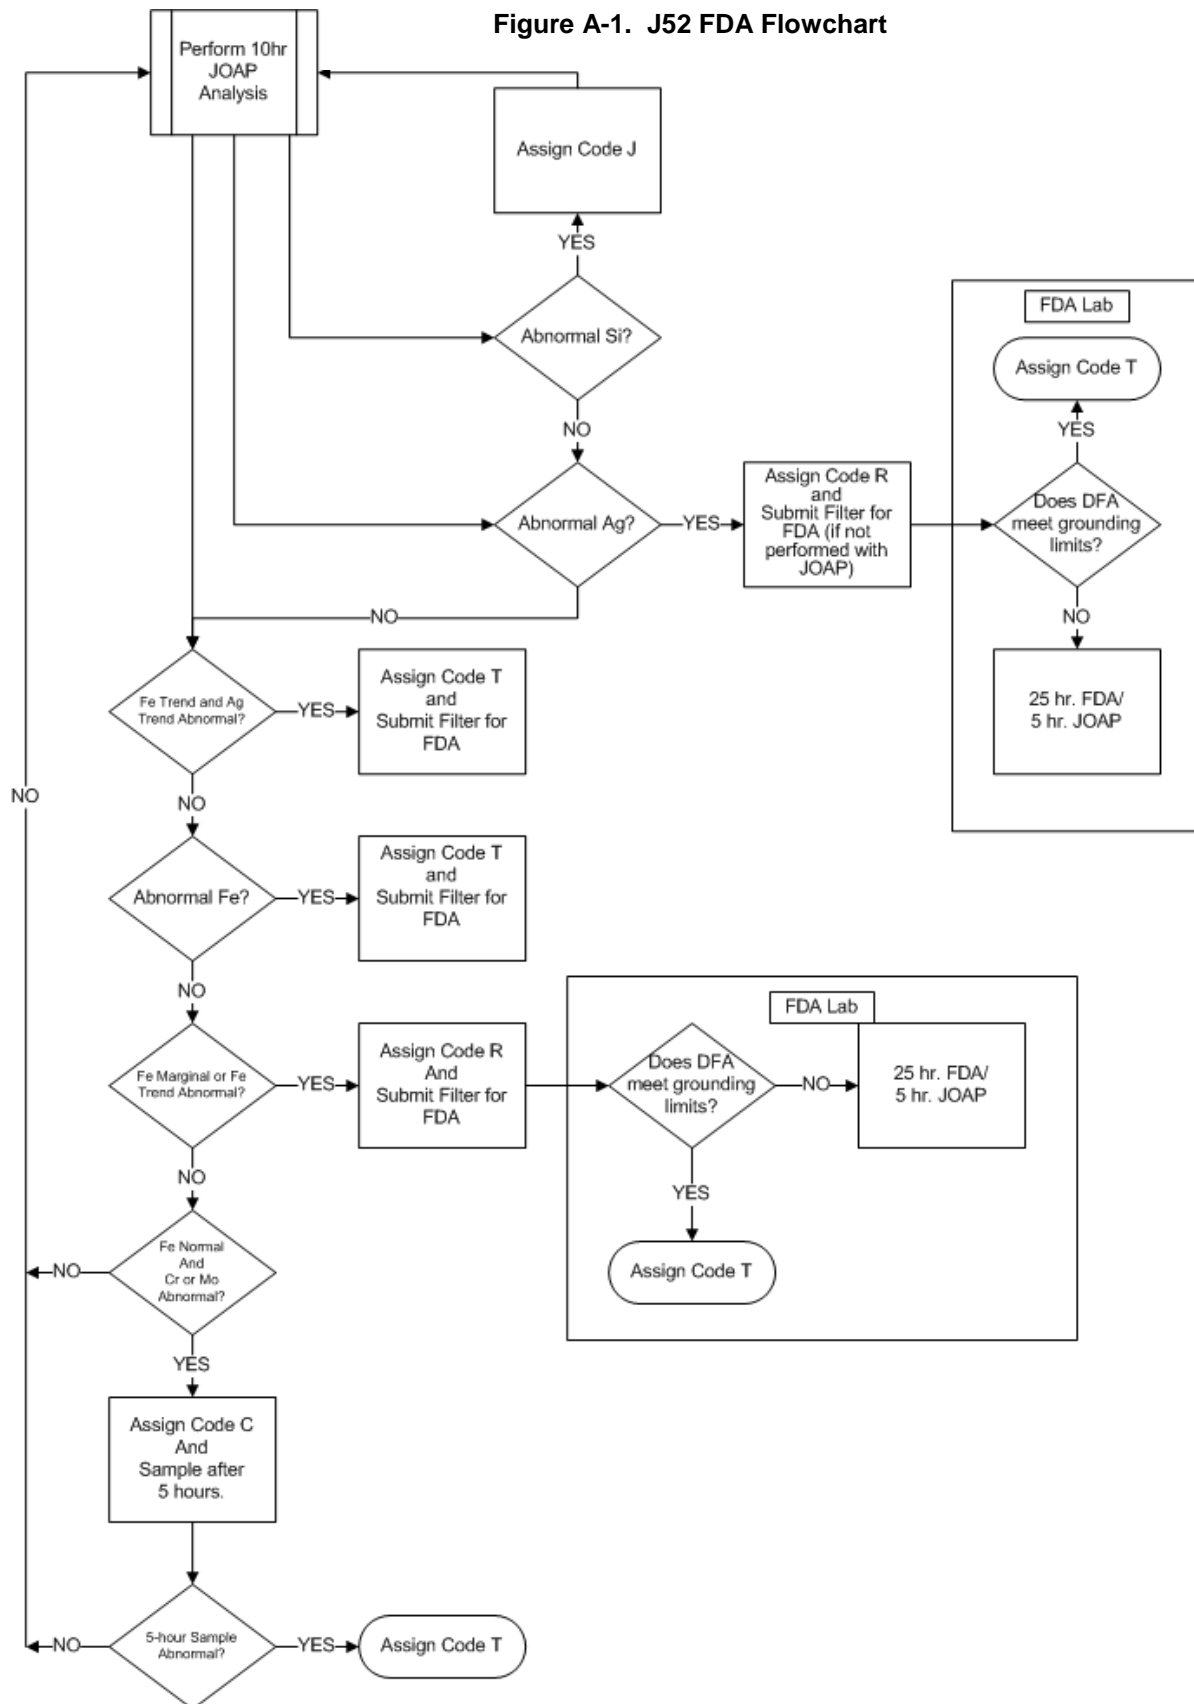 Figure A-1.  J52 FDA Flowchart
Perform 10hr
JOAP
Analysis
Assign Code J
YES
Abnormal Si?
NO
FDA Lab
Assign Code T
YES
Does DFA
meet grounding
limits?
NO
25 hr. FDA/
5 hr. JOAP
Abnormal Ag?
YES
Assign Code R
and
Submit Filter for
FDA (if not
performed with
JOAP)
NO
Fe Trend and Ag
Trend Abnormal?
YES
Assign Code T
and
Submit Filter for
FDA
NO
NO
Abnormal Fe?
YES
Assign Code T
and
Submit Filter for
FDA
NO
Fe Marginal or Fe
Trend Abnormal?
YES
Assign Code R
And
Submit Filter for
FDA
FDA Lab
Does DFA
meet grounding
limits?
NO
25 hr. FDA/
5 hr. JOAP
YES
Assign Code T
NO
Fe Normal
And
Cr or Mo
Abnormal?
NO
YES
Assign Code C
And
Sample after
5 hours.
5-hour Sample
Abnormal?
NO
YES
Assign Code T